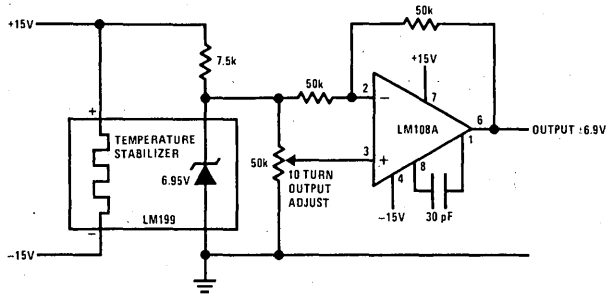 50k
+15V
7.5k
+15V
50k
2
7
+
−
6
LM108A
OUTPUT ±6.9V
TEMPERATURE
STABILIZER
50k
3
+
1
10 TURN
OUTPUT
ADJUST
8
6.95V
4
LM199
−15V
30 pF
−
−15V